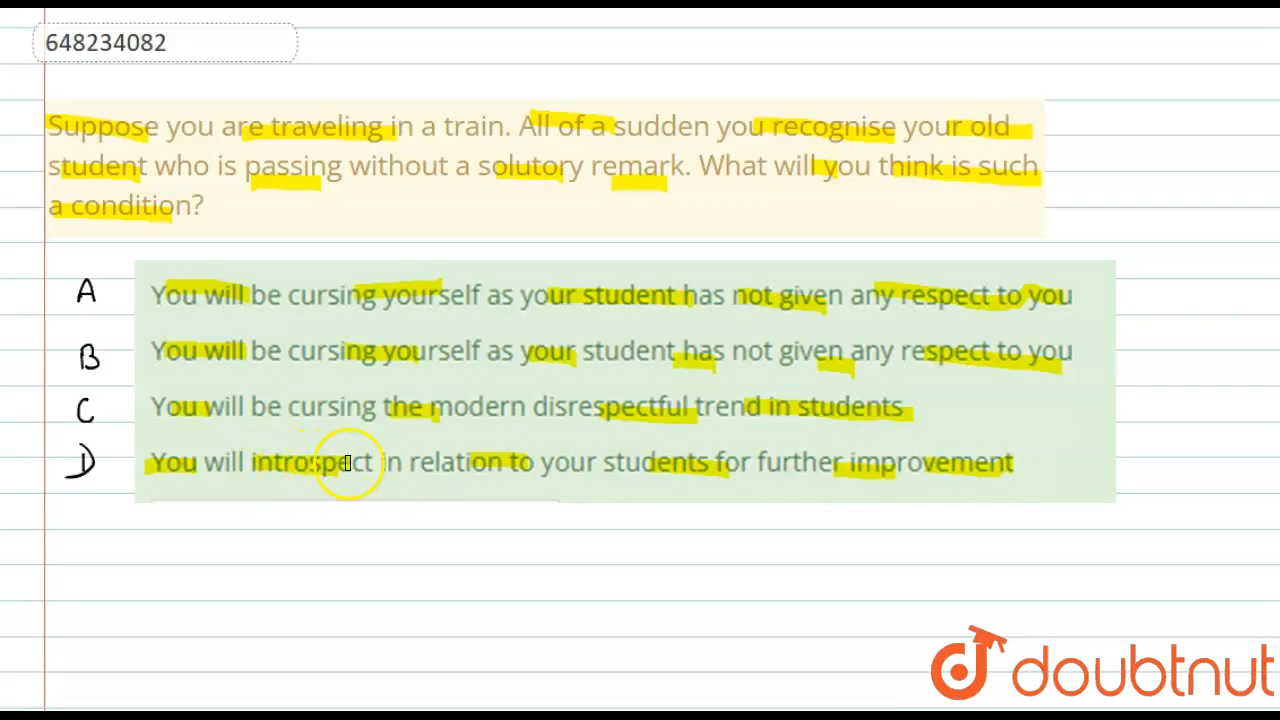 648234082
Suppose you are traveling in a train. All of a sudden you recognise your old
student who is passing without a solutory remark. What will you think is such
a condition?
A You will be cursing yourself as your student has not given any respect to you
B You will be cursing yourself as your student has not given any respect to you
C You will be cursing the modern disrespectful trend in students
D You will introspect in relation to your students for further improvement
doubtnut